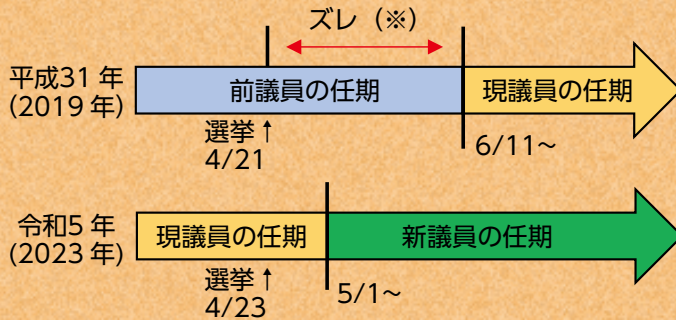 ズレ（※）
平成31 年
(2019 年)
前議員の任期
現議員の任期
選挙↑
4/21
6/11～
令和5 年
(2023 年)
現議員の任期
新議員の任期
選挙↑
4/23
5/1～